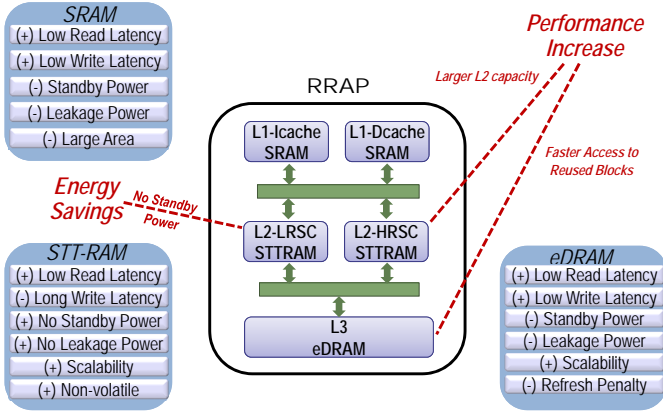 SRAM
(+) Low Read Latency
(+) Low Write Latency
(-) Standby Power
(-) Leakage Power
(-) Large Area
Performance
Increase
Larger L2 capacity
Faster Access to
Reused Blocks
RRAP
L1-Icache
SRAM
L1-Dcache
SRAM
Energy
Savings
No Standby
Power
L2-LRSC
STTRAM
L2-HRSC
STTRAM
L3
eDRAM
STT-RAM
(+) Low Read Latency
(-) Long Write Latency
(+) No Standby Power
(+) No Leakage Power
(+) Scalability
(+) Non-volatile
eDRAM
(+) Low Read Latency
(+) Low Write Latency
(-) Standby Power
(-) Leakage Power
(+) Scalability
(-) Refresh Penalty